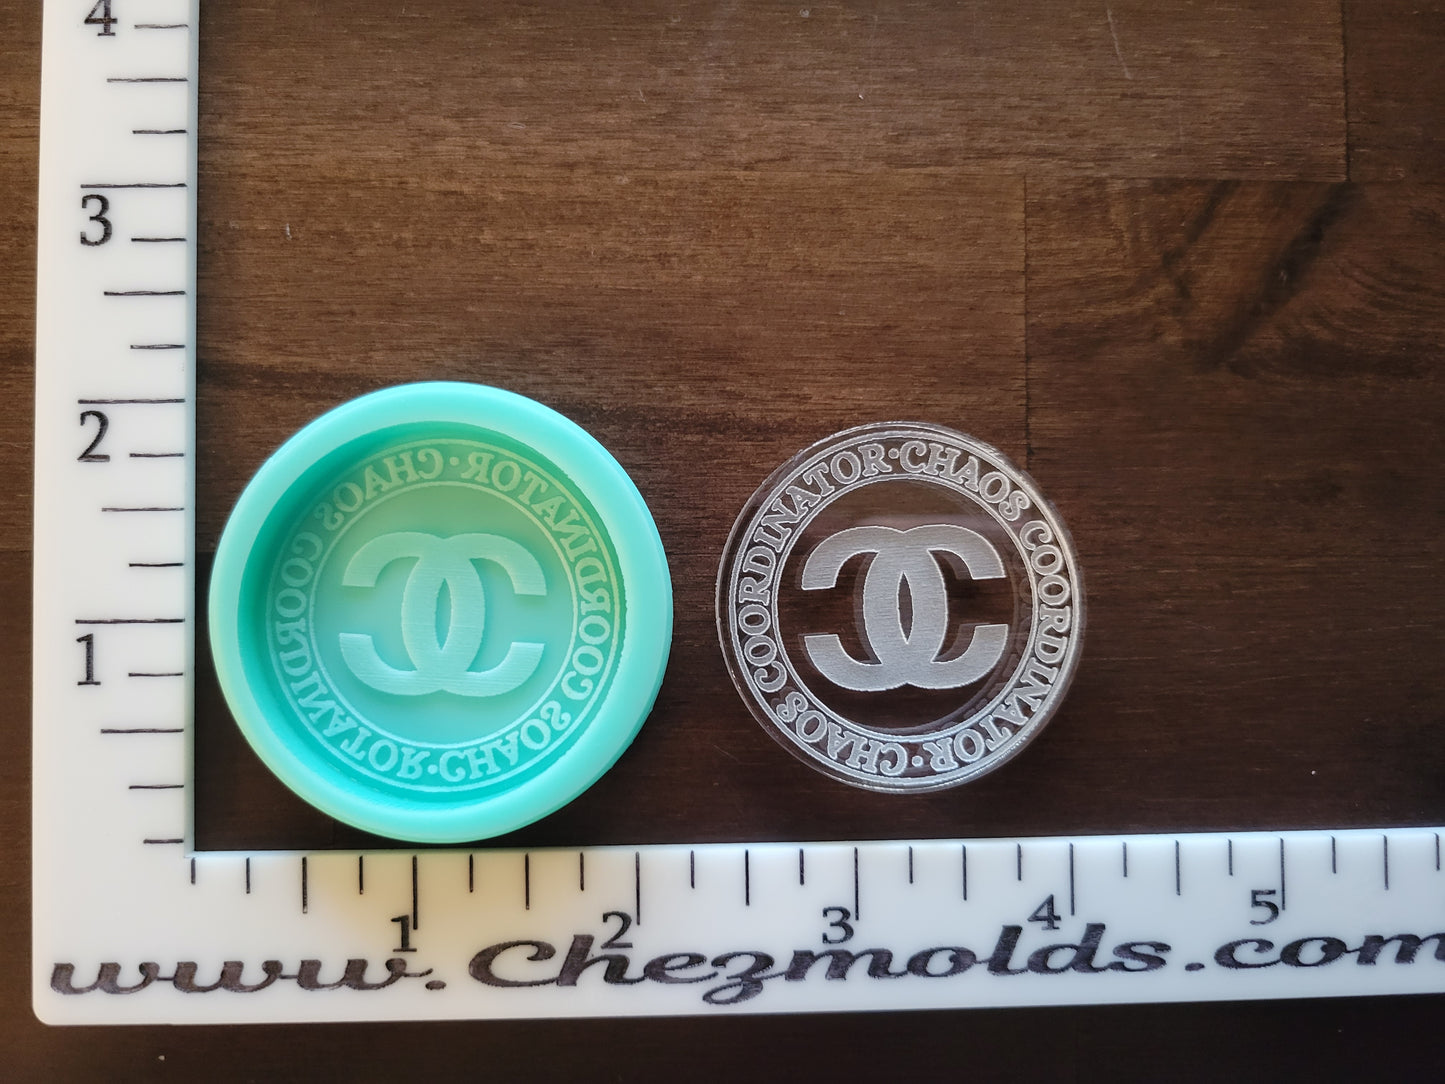 4
3
2
1
CHAOS COORDINATOR·CHAOS COORDINATOR·
CHAOS COORDINATOR·CHAOS COORDINATOR·
1 2 3 4 5
www.Chezmolds.com